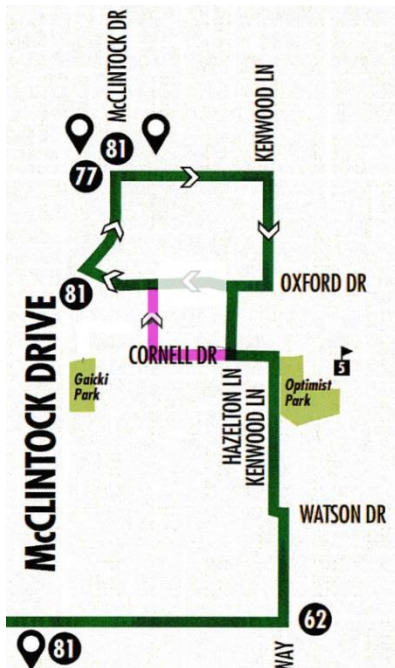 McCLINTOCK DR
KENWOOD LN
81
77
81
OXFORD DR
McCLINTOCK DRIVE
CORNELL DR
Gaicki
Park
HAZELTON LN
KENWOOD LN
Optimist
Park
S
WATSON DR
62
81
WAY